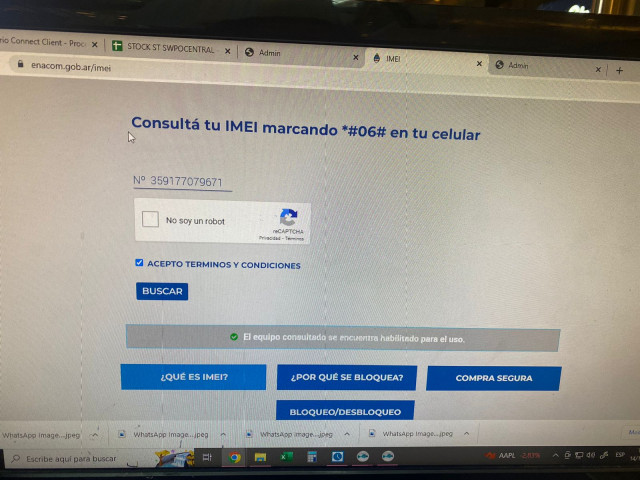 rio Connect Client - Proc
STOCK ST SWPOCENTRAL
Admin
IMEI
Admin
enacom.gob.ar/imei
Consultá tu IMEI marcando *#06# en tu celular
Nº 359177079671
No soy un robot
reCAPTCHA
Privacidad - Términos
ACEPTO TERMINOS Y CONDICIONES
BUSCAR
El equipo consultado se encuentra habilitado para el uso.
¿QUÉ ES IMEI?
¿POR QUÉ SE BLOQUEA?
COMPRA SEGURA
BLOQUEO/DESBLOQUEO
WhatsApp Image....jpeg
WhatsApp Image....jpeg
WhatsApp Image....jpeg
WhatsApp Image....jpeg
Escribe aquí para buscar
AAPL
ESP